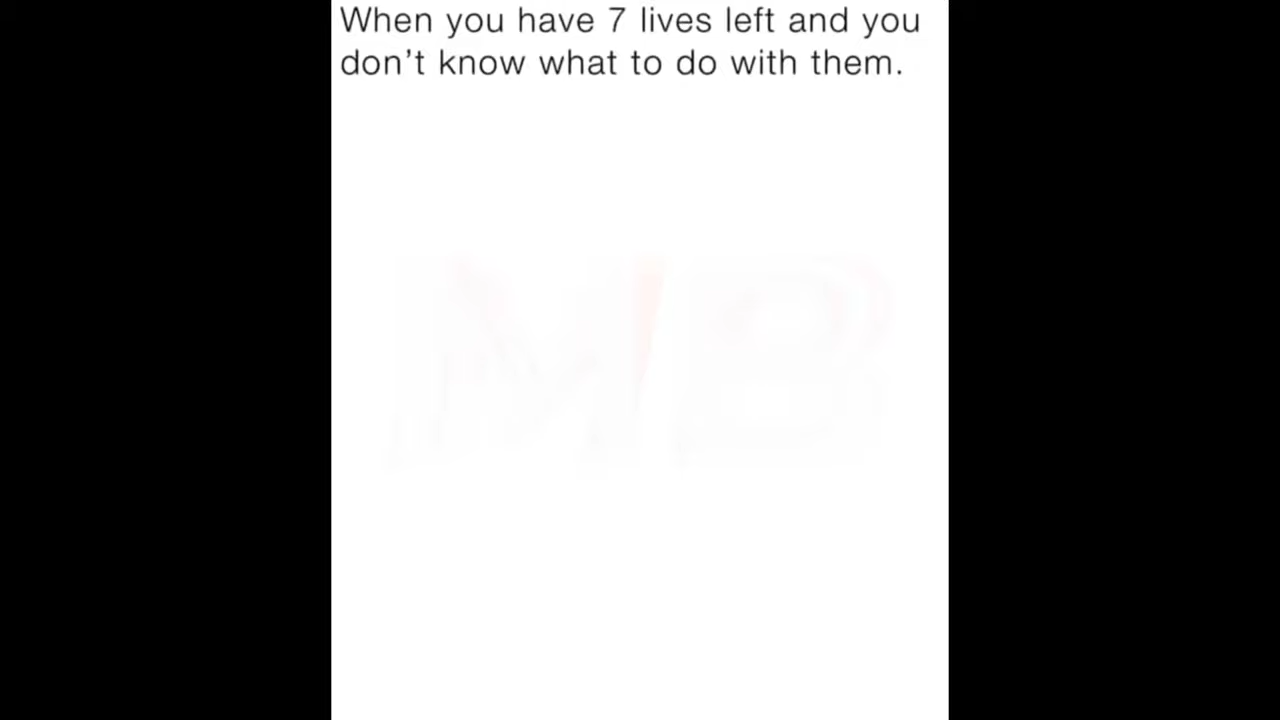 When you have 7 lives left and you
don’t know what to do with them.